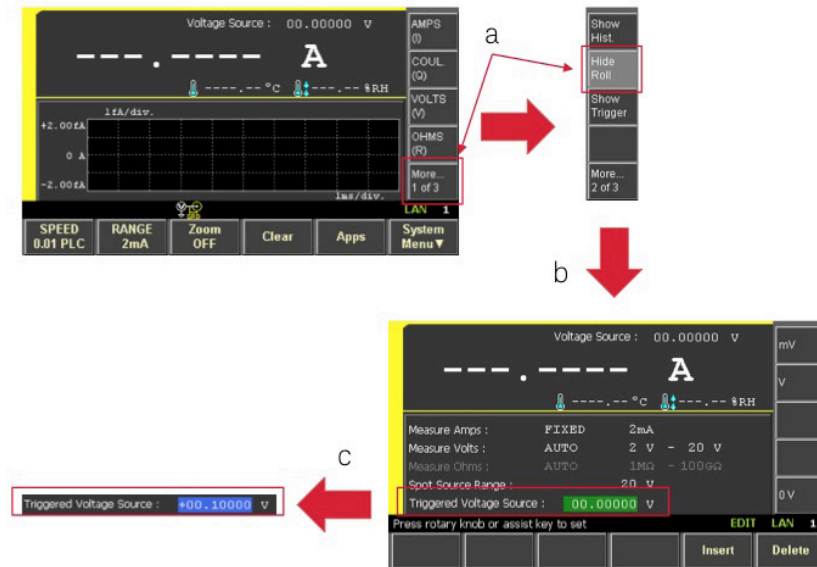 Voltage Source : 00.00000 V
---.---- A
----.-- °C ---.-- %RH
1fA/div.
+2.00fA
0 A
-2.00fA
1ms/div.
AMPS
(I)
COUL.
(Q)
VOLTS
(V)
OHMS
(R)
More...
1 of 3
LAN 1
SPEED
0.01 PLC
RANGE
2mA
Zoom
OFF
Clear
Apps
System
Menu▼
a
Show
Hist.
Hide
Roll
Show
Trigger
More...
2 of 3
b
Voltage Source : 00.00000 V
---.---- A
----.-- °C ---.-- %RH
Measure Amps : FIXED 2mA
Measure Volts : AUTO 2 V - 20 V
Measure Ohms : AUTO 1MΩ - 100GΩ
Spot Source Range : 20 V
Triggered Voltage Source : 00.00000 V
Press rotary knob or assist key to set EDIT LAN 1
mV
V
0 V
Insert
Delete
c
Triggered Voltage Source : +00.10000 V